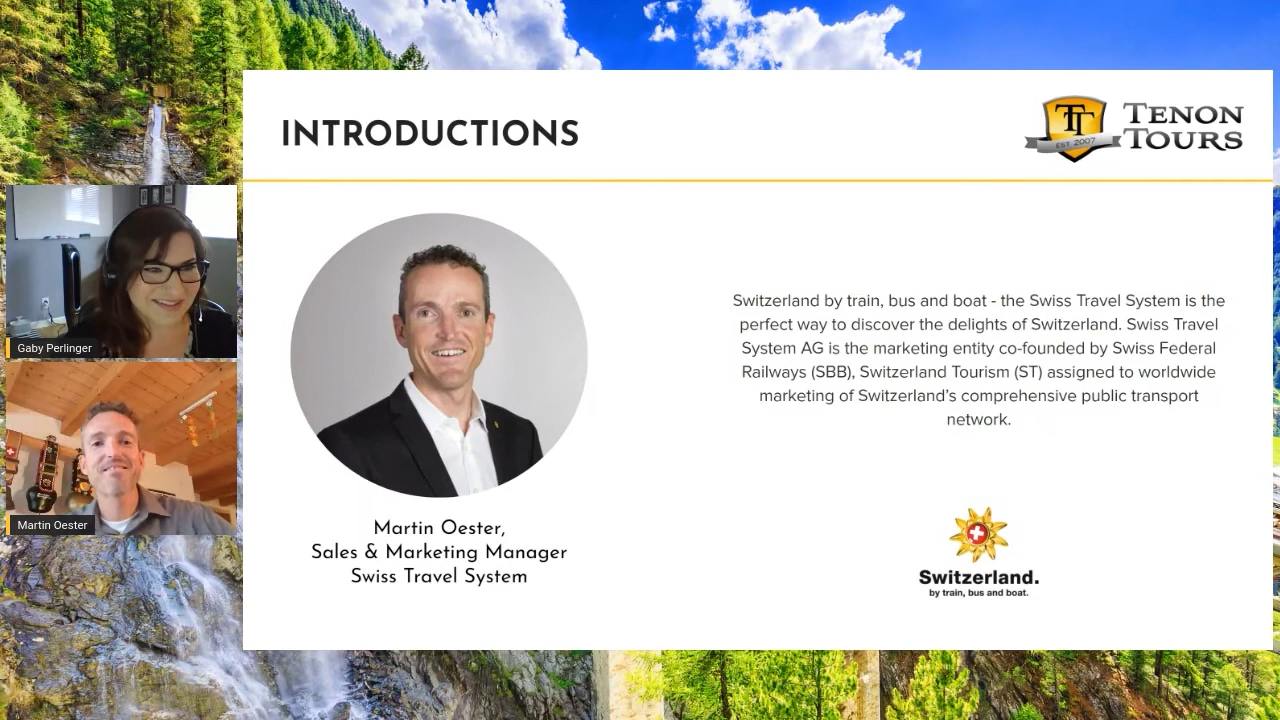 INTRODUCTIONS
TT
EST. 2007
TENON
TOURS
Gaby Perlinger
Martin Oester
Switzerland by train, bus and boat - the Swiss Travel System is the
perfect way to discover the delights of Switzerland. Swiss Travel
System AG is the marketing entity co-founded by Swiss Federal
Railways (SBB), Switzerland Tourism (ST) assigned to worldwide
marketing of Switzerland's comprehensive public transport
network.
Martin Oester,
Sales & Marketing Manager
Swiss Travel System
Switzerland.
by train, bus and boat.